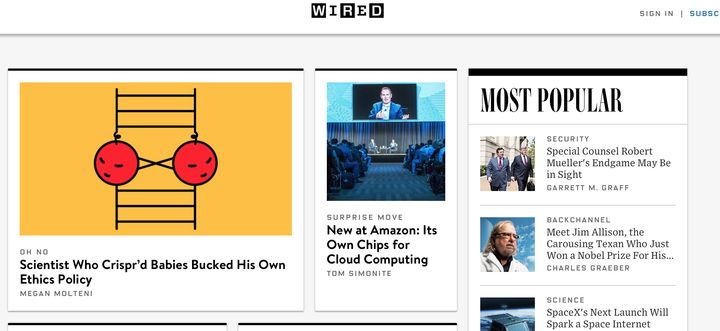 WIRED
SIGN IN | SUBSC
OH NO
Scientist Who Crispr'd Babies Bucked His Own
Ethics Policy
MEGAN MOLTENI
SURPRISE MOVE
New at Amazon: Its
Own Chips for
Cloud Computing
TOM SIMONITE
MOST POPULAR
SECURITY
Special Counsel Robert
Mueller's Endgame May Be
in Sight
GARRETT M. GRAFF
BACKCHANNEL
Meet Jim Allison, the
Carousing Texan Who Just
Won a Nobel Prize For His...
CHARLES GRAEBER
SCIENCE
SpaceX's Next Launch Will
Spark a Space Internet